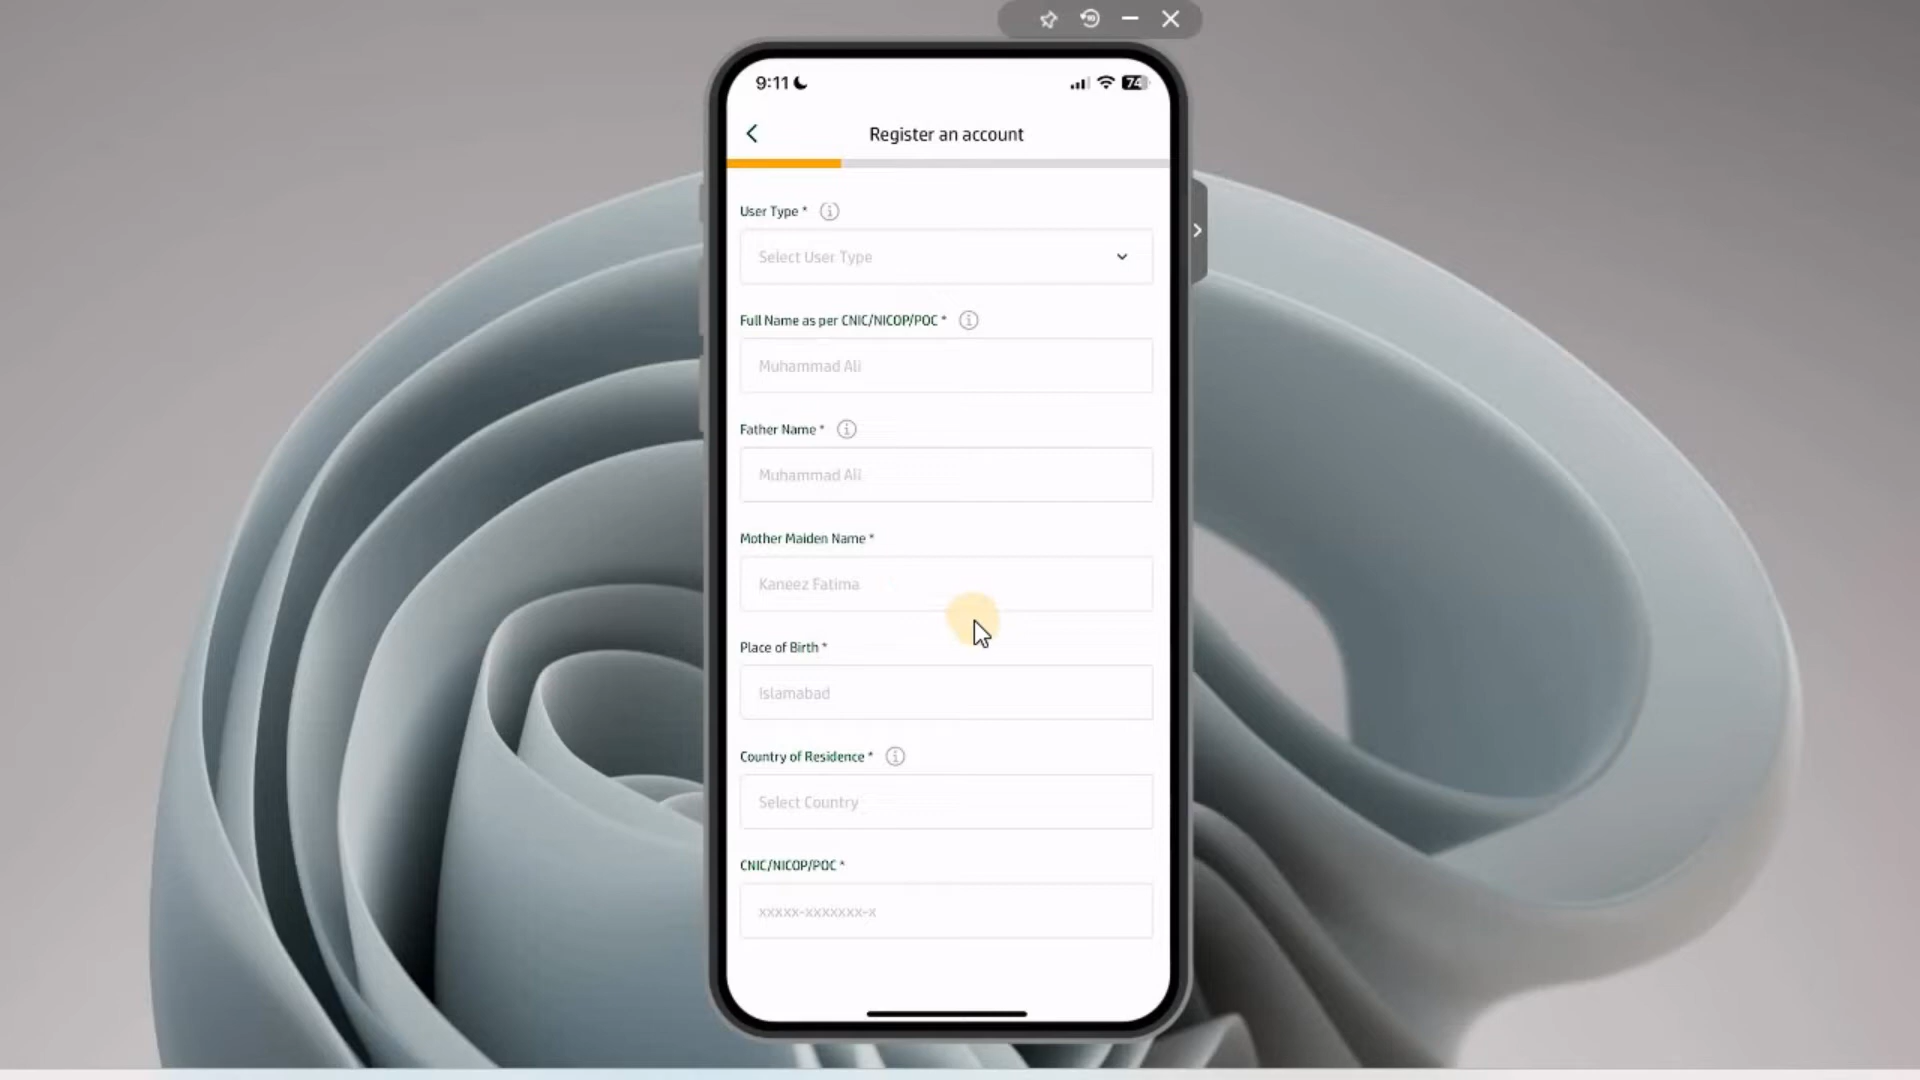 9:11
74
Register an account
User Type *
Select User Type
Full Name as per CNIC/NICOP/POC *
Muhammad Ali
Father Name *
Muhammad Ali
Mother Maiden Name *
Kaneez Fatima
Place of Birth *
Islamabad
Country of Residence *
Select Country
CNIC/NICOP/POC *
xxxxx-xxxxxxx-x